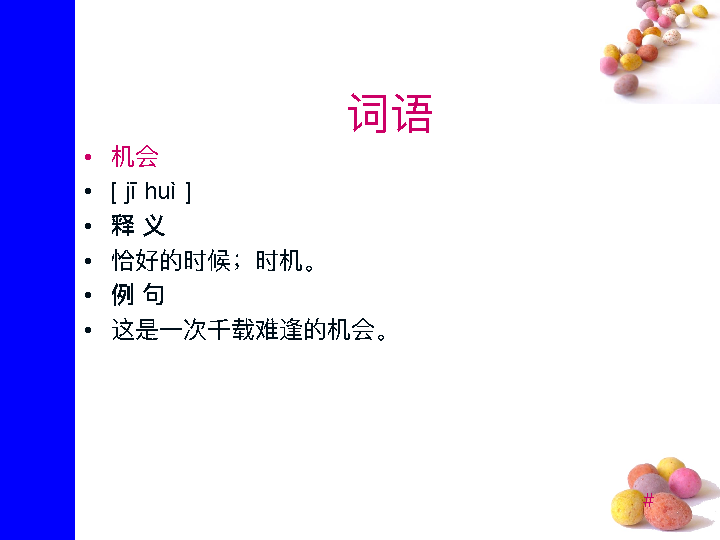 词语
• 机会
• [ jī huì ]
• 释 义
• 恰好的时候；时机。
• 例 句
• 这是一次千载难逢的机会。
#